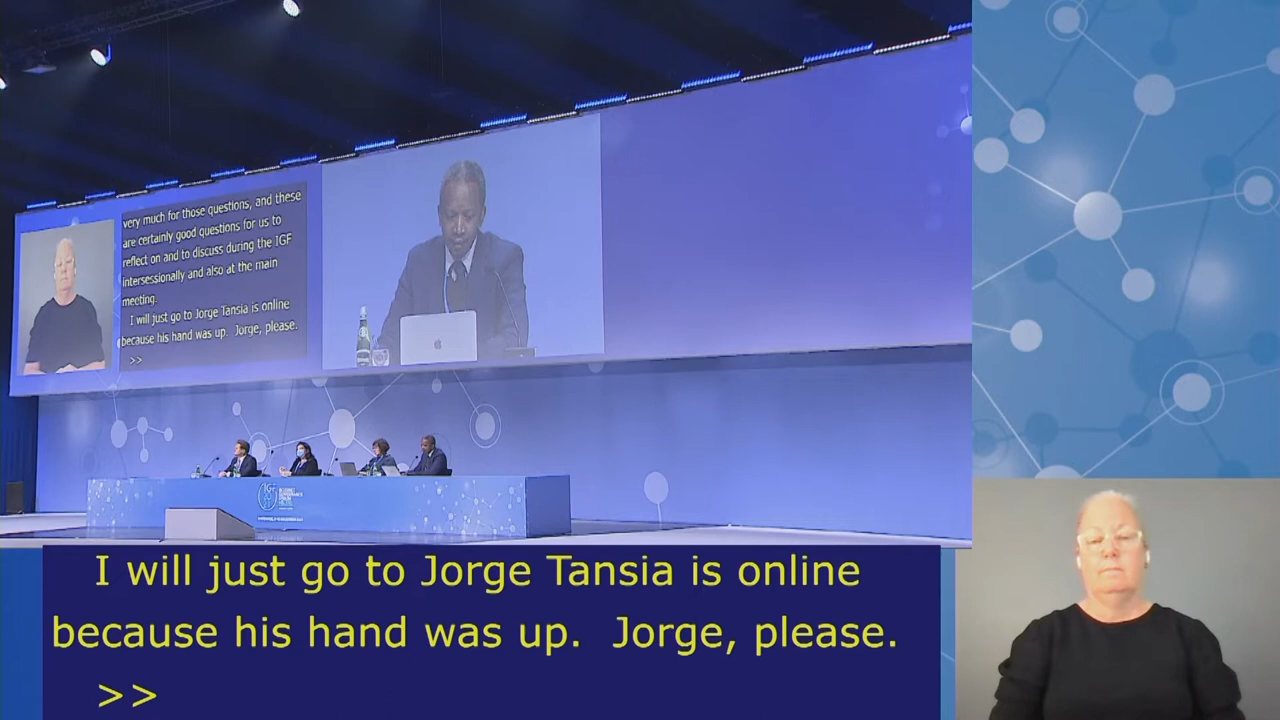 very much for those questions, and these
are certainly good questions for us to
reflect on and to discuss during the IGF
intersessionally and also at the main
meeting.
I will just go to Jorge Tansia is online
because his hand was up. Jorge, please.
>>
I will just go to Jorge Tansia is online
because his hand was up. Jorge, please.
>>